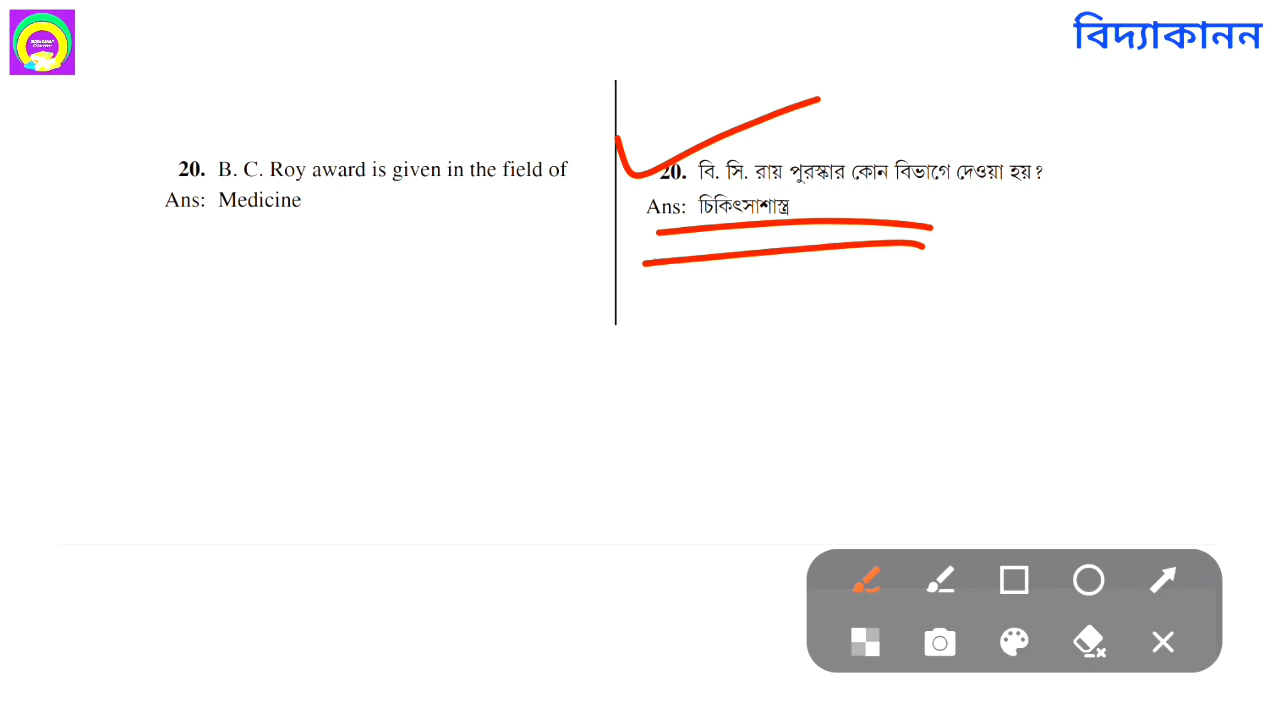 বিদ্যাকানন
20. B. C. Roy award is given in the field of
Ans: Medicine
20. বি. সি. রায় পুরস্কার কোন বিভাগে দেওয়া হয়?
Ans: চিকিৎসাশাস্ত্র